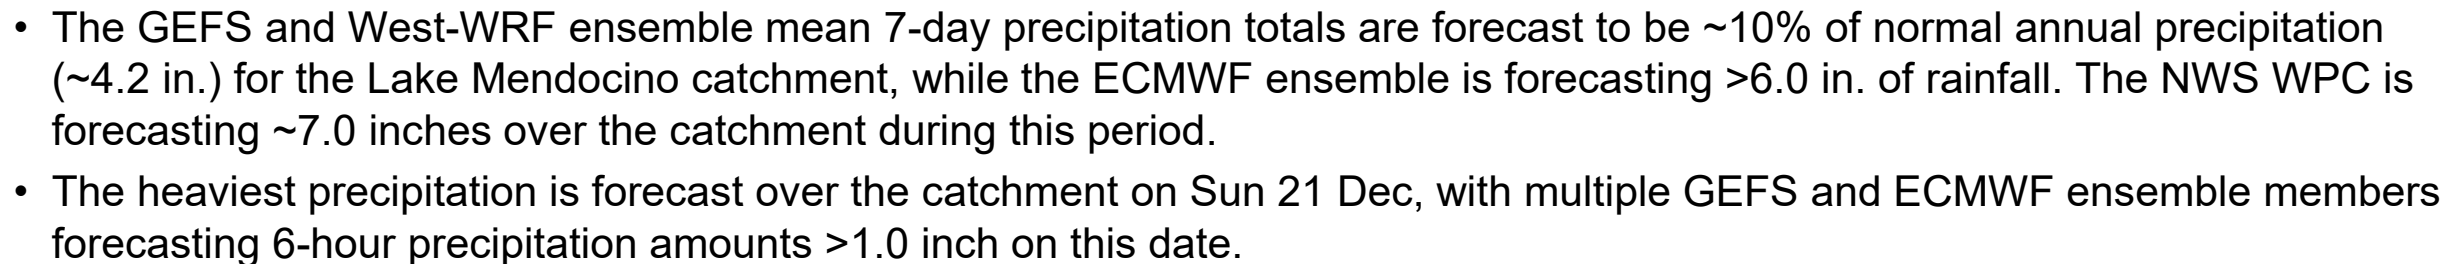 • The GEFS and West-WRF ensemble mean 7-day precipitation totals are forecast to be ~10% of normal annual precipitation
(~4.2 in.) for the Lake Mendocino catchment, while the ECMWF ensemble is forecasting >6.0 in. of rainfall. The NWS WPC is
forecasting ~7.0 inches over the catchment during this period.
• The heaviest precipitation is forecast over the catchment on Sun 21 Dec, with multiple GEFS and ECMWF ensemble members
forecasting 6-hour precipitation amounts >1.0 inch on this date.